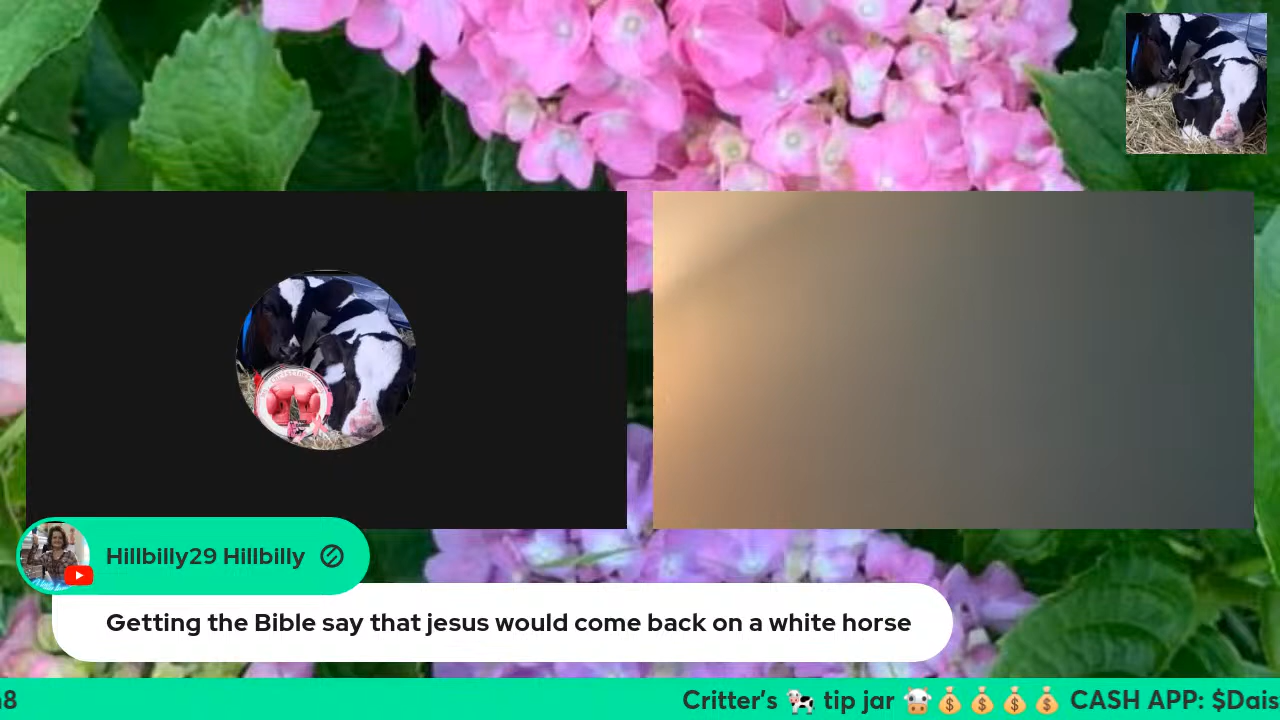 Hillbilly29 Hillbilly
Getting the Bible say that jesus would come back on a white horse
8
Critter's 🐄 tip jar 🐮💰💰💰💰 CASH APP: $Dais